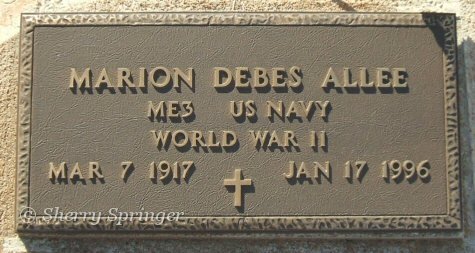 MARION DEBES ALLEE
ME3 US NAVY
WORLD WAR II
MAR 7 1917 JAN 17 1996
© Sherry Springer